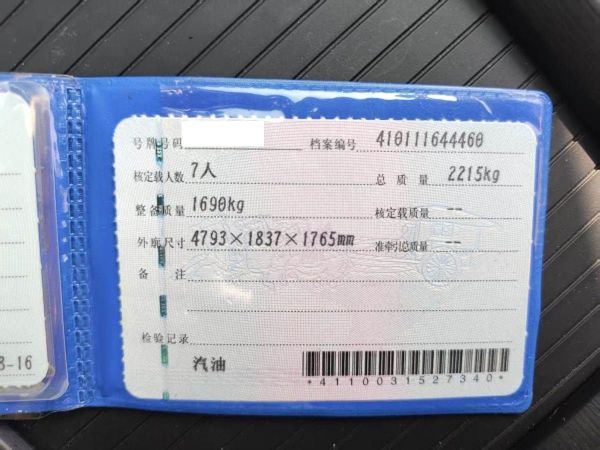 号牌号码 档案编号 410111644460
核定载人数 7人 总质量 2215kg
整备质量 1690kg 核定载质量 --
外廓尺寸 4793×1837×1765mm 准牵引总质量 --
备注
检验记录
汽油
*4110031527340*
8-16